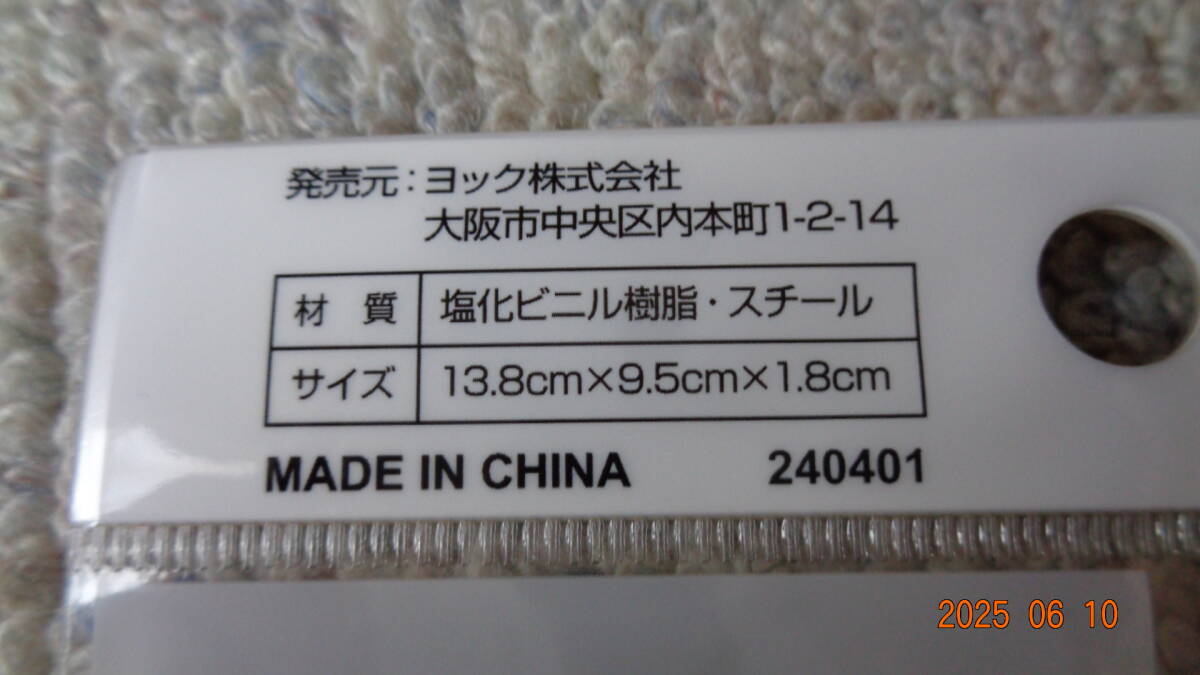 発売元：ヨック株式会社
大阪市中央区内本町1-2-14
材　質　塩化ビニル樹脂・スチール
サイズ　13.8cm×9.5cm×1.8cm
MADE IN CHINA　240401
2025 06 10